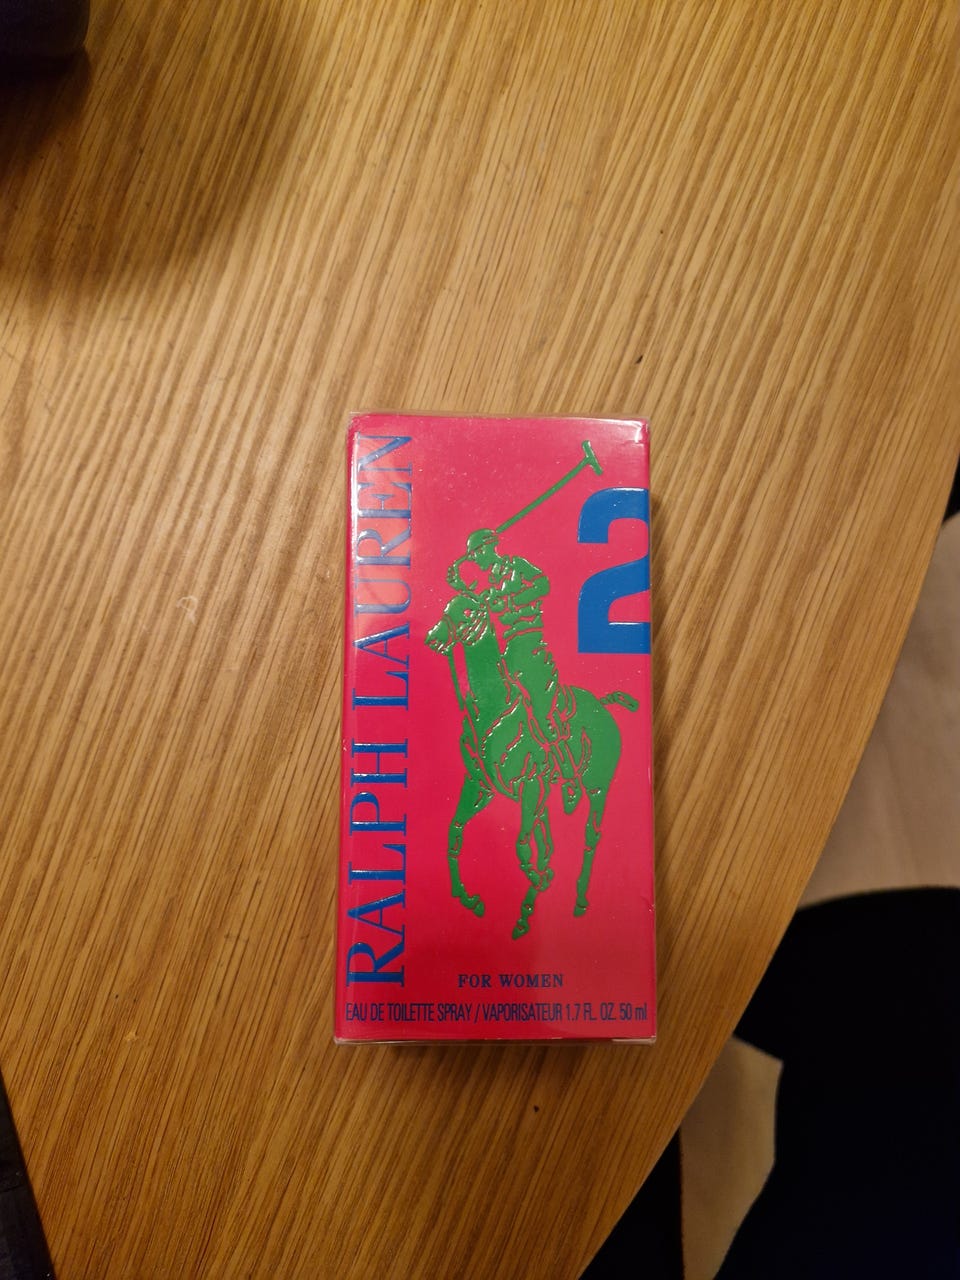 RALPH LAUREN
2
FOR WOMEN
EAU DE TOILETTE SPRAY / VAPORISATEUR 1.7 FL. OZ. 50 ml